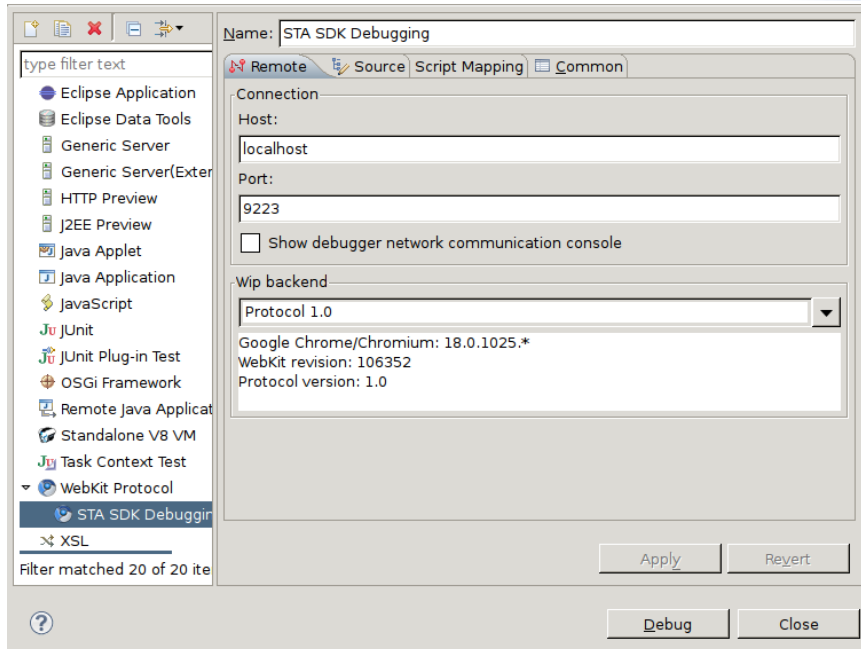 Name: STA SDK Debugging
type filter text
Eclipse Application
Eclipse Data Tools
Generic Server
Generic Server(Exter
HTTP Preview
J2EE Preview
Java Applet
Java Application
JavaScript
JUnit
JUnit Plug-in Test
OSGi Framework
Remote Java Applicat
Standalone V8 VM
Task Context Test
WebKit Protocol
STA SDK Debuggin
XSL
Filter matched 20 of 20 ite
Remote Source Script Mapping Common
Connection
Host:
localhost
Port:
9223
Show debugger network communication console
Wip backend
Protocol 1.0
Google Chrome/Chromium: 18.0.1025.*
WebKit revision: 106352
Protocol version: 1.0
Apply Revert
? Debug Close